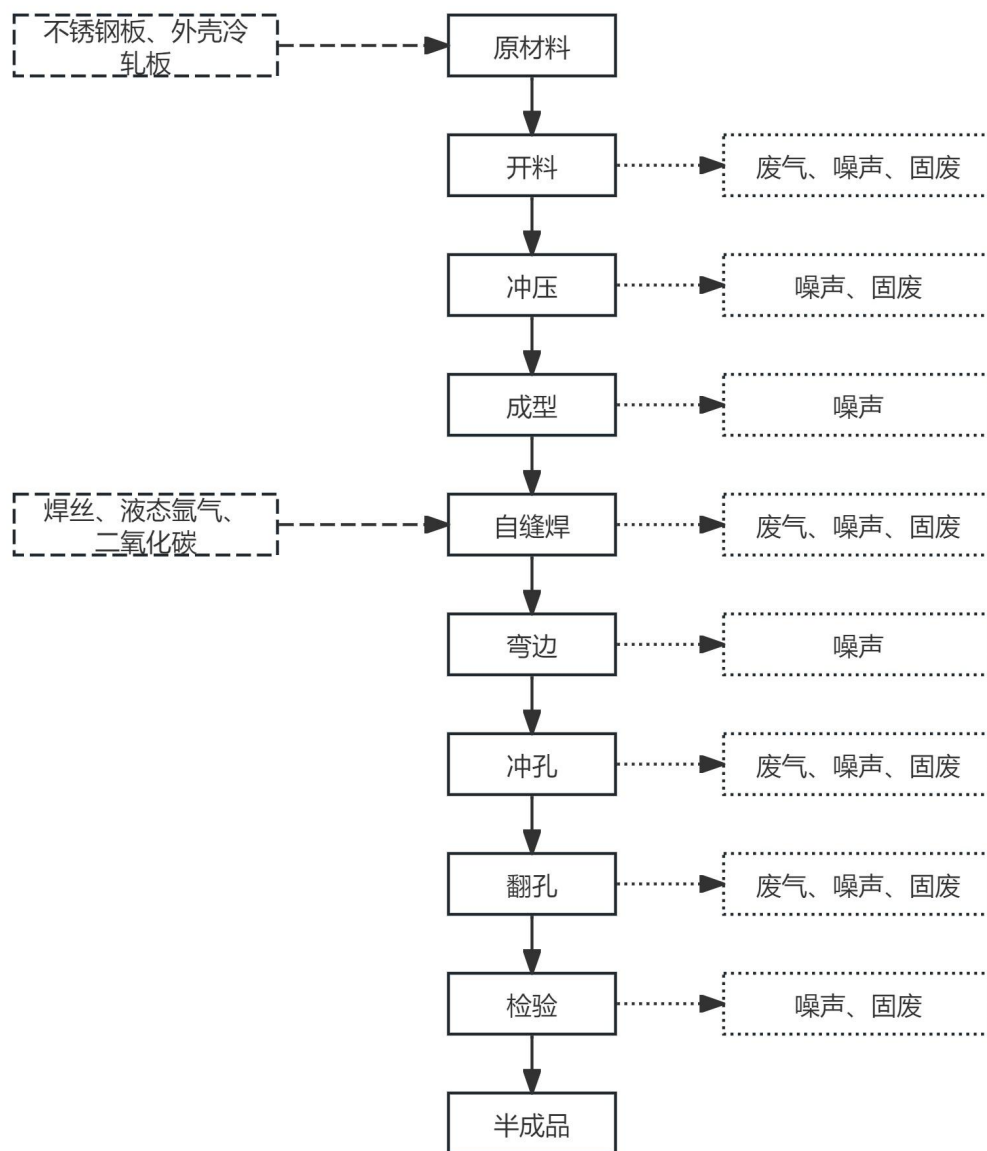 不锈钢板、外壳冷
轧板
原材料
开料
废气、噪声、固废
冲压
噪声、固废
成型
噪声
焊丝、液态氩气、
二氧化碳
自缝焊
废气、噪声、固废
弯边
噪声
冲孔
废气、噪声、固废
翻孔
废气、噪声、固废
检验
噪声、固废
半成品